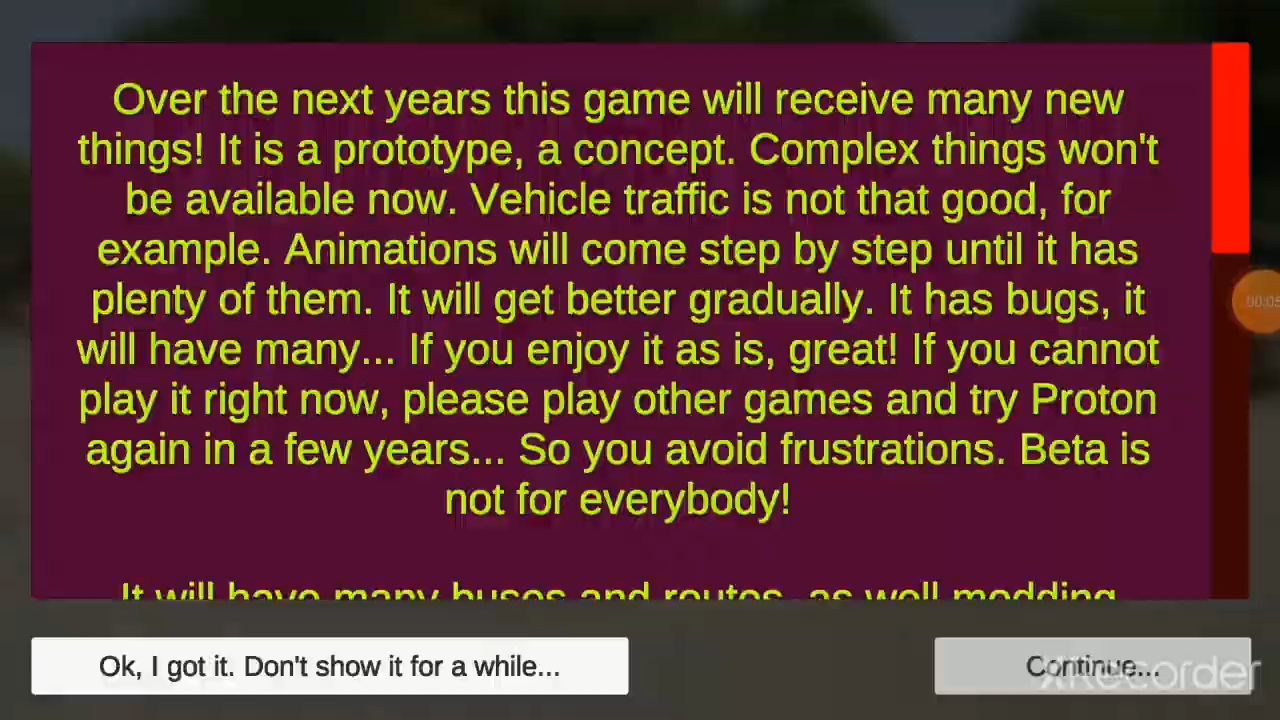 Over the next years this game will receive many new
things! It is a prototype, a concept. Complex things won't
be available now. Vehicle traffic is not that good, for
example. Animations will come step by step until it has
plenty of them. It will get better gradually. It has bugs, it
will have many... If you enjoy it as is, great! If you cannot
play it right now, please play other games and try Proton
again in a few years... So you avoid frustrations. Beta is
not for everybody!
It will have many buses and routes, as well modding
00:05
Ok, I got it. Don't show it for a while...
Continue...
XRecorder